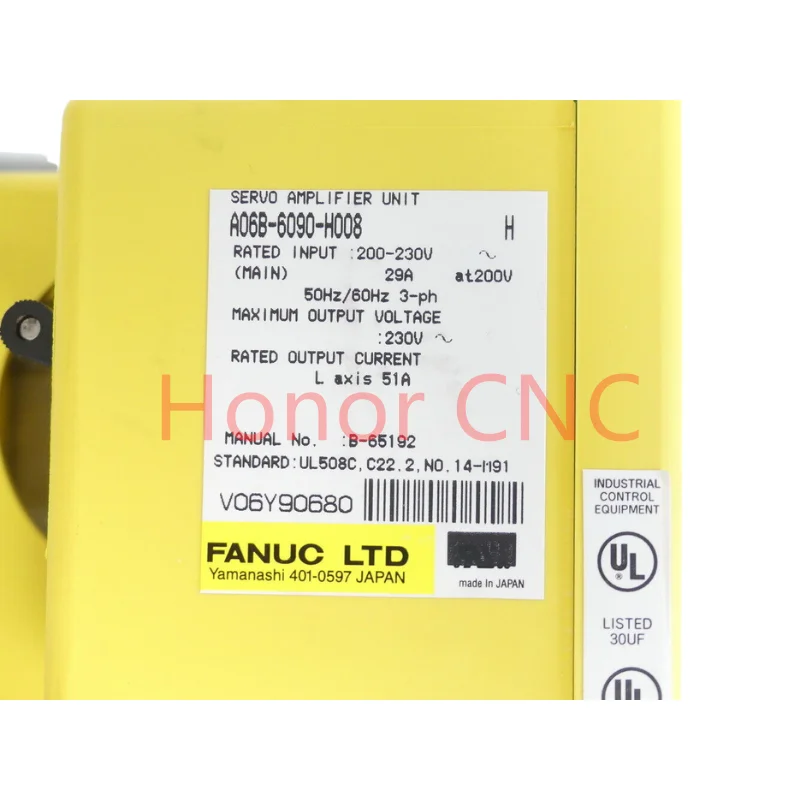 SERVO AMPLIFIER UNIT
A06B-6090-H008 H
RATED INPUT :200-230V ~
(MAIN) 29A at200V
50Hz/60Hz 3-ph
MAXIMUM OUTPUT VOLTAGE
:230V ~
RATED OUTPUT CURRENT
L axis 51A
Honor CNC
MANUAL No. :B-65192
STANDARD:UL508C,C22.2,NO.14-M91
V06Y90680
FANUC LTD
Yamanashi 401-0597 JAPAN
made in JAPAN
INDUSTRIAL
CONTROL
EQUIPMENT
UL
®
LISTED
30UF
UL